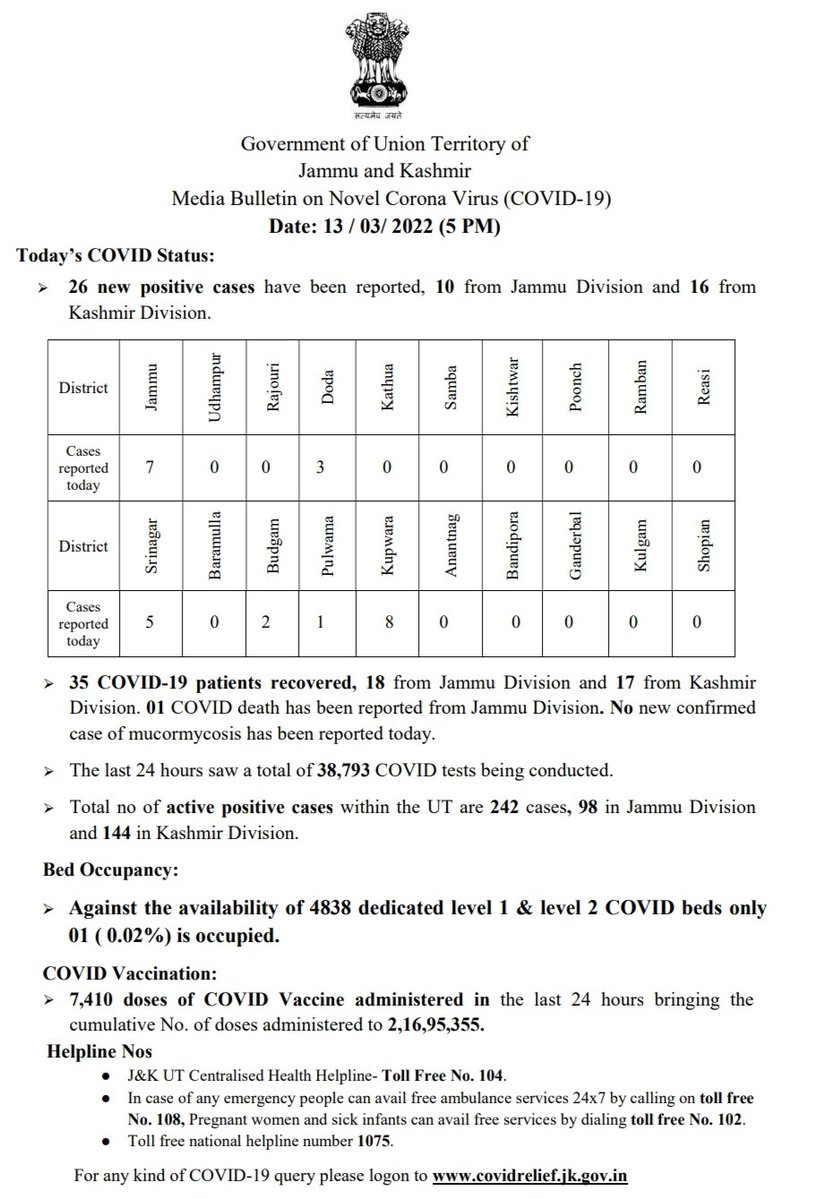 सत्यमेव जयते
Government of Union Territory of
Jammu and Kashmir
Media Bulletin on Novel Corona Virus (COVID-19)
Date: 13 / 03/ 2022 (5 PM)
Today’s COVID Status:
➢ 26 new positive cases have been reported, 10 from Jammu Division and 16 from
Kashmir Division.
District Jammu Udhampur Rajouri Doda Kathua Samba Kishtwar Poonch Ramban Reasi
Cases
reported
today 7 0 0 3 0 0 0 0 0 0
District Srinagar Baramulla Budgam Pulwama Kupwara Anantnag Bandipora Ganderbal Kulgam Shopian
Cases
reported
today 5 0 2 1 8 0 0 0 0 0
➢ 35 COVID-19 patients recovered, 18 from Jammu Division and 17 from Kashmir
Division. 01 COVID death has been reported from Jammu Division. No new confirmed
case of mucormycosis has been reported today.
➢ The last 24 hours saw a total of 38,793 COVID tests being conducted.
➢ Total no of active positive cases within the UT are 242 cases, 98 in Jammu Division
and 144 in Kashmir Division.
Bed Occupancy:
➢ Against the availability of 4838 dedicated level 1 & level 2 COVID beds only
01 ( 0.02%) is occupied.
COVID Vaccination:
➢ 7,410 doses of COVID Vaccine administered in the last 24 hours bringing the
cumulative No. of doses administered to 2,16,95,355.
Helpline Nos
● J&K UT Centralised Health Helpline- Toll Free No. 104.
● In case of any emergency people can avail free ambulance services 24x7 by calling on toll free
No. 108, Pregnant women and sick infants can avail free services by dialing toll free No. 102.
● Toll free national helpline number 1075.
For any kind of COVID-19 query please logon to www.covidrelief.jk.gov.in